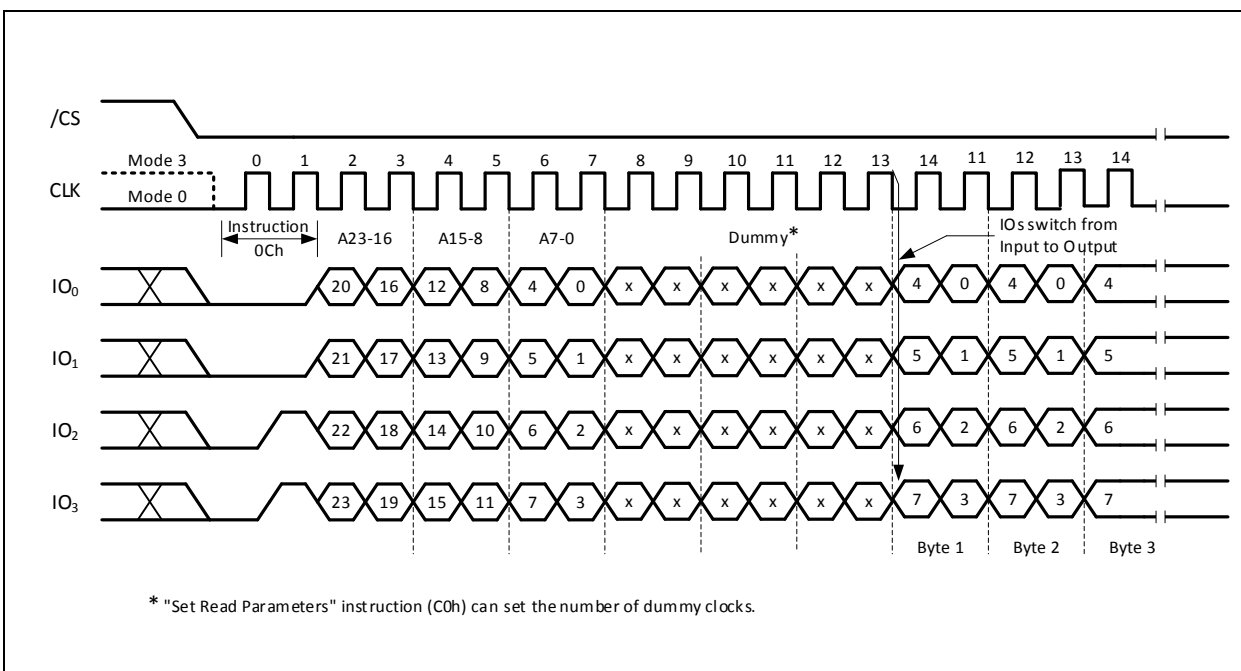 /CS
Mode 3 0 1 2 3 4 5 6 7 8 9 10 11 12 13 14 11 12 13 14
CLK
Mode 0
Instruction
0Ch
A23-16 A15-8 A7-0 Dummy*
IOs switch from
Input to Output
IO₀ 20 16 12 8 4 0 x x x x x x 4 0 4 0 4
IO₁ 21 17 13 9 5 1 x x x x x x 5 1 5 1 5
IO₂ 22 18 14 10 6 2 x x x x x x 6 2 6 2 6
IO₃ 23 19 15 11 7 3 x x x x x x 7 3 7 3 7
Byte 1 Byte 2 Byte 3
* "Set Read Parameters" instruction (C0h) can set the number of dummy clocks.